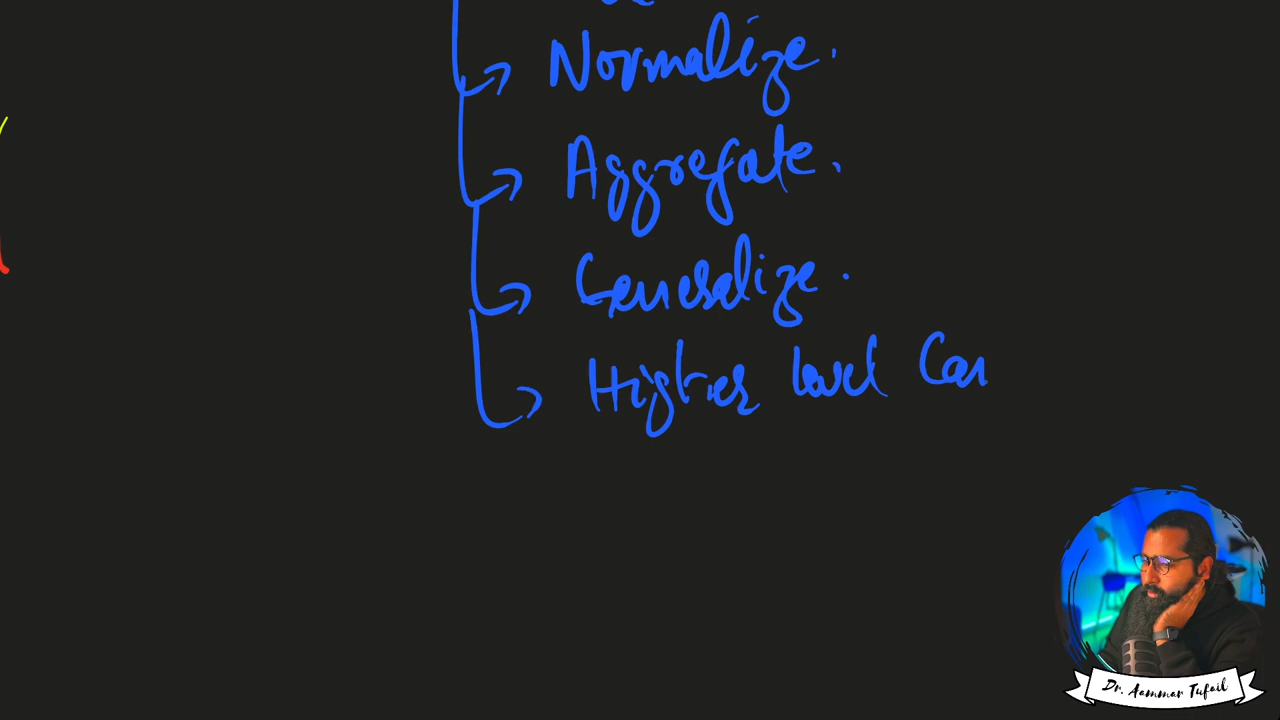 Normalize.
Aggregate.
Generalize.
Higher level Con
Dr. Aammar Tufail